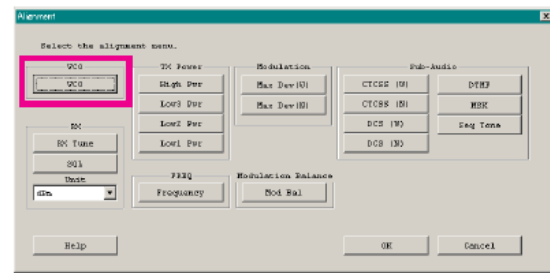 Alignment
Select the alignment menu.
VCO
VCO
RX
RX Tune
SQL
Unit
dBm
TX Power
High Pwr
Low3 Pwr
Low2 Pwr
Low1 Pwr
FREQ
Frequency
Modulation
Max Dev(W)
Max Dev(N)
Modulation Balance
Mod Bal
Sub-Audio
CTCSS (W)
CTCSS (N)
DCS (W)
DCS (N)
DTMF
MSK
Seq Tone
Help
OK
Cancel